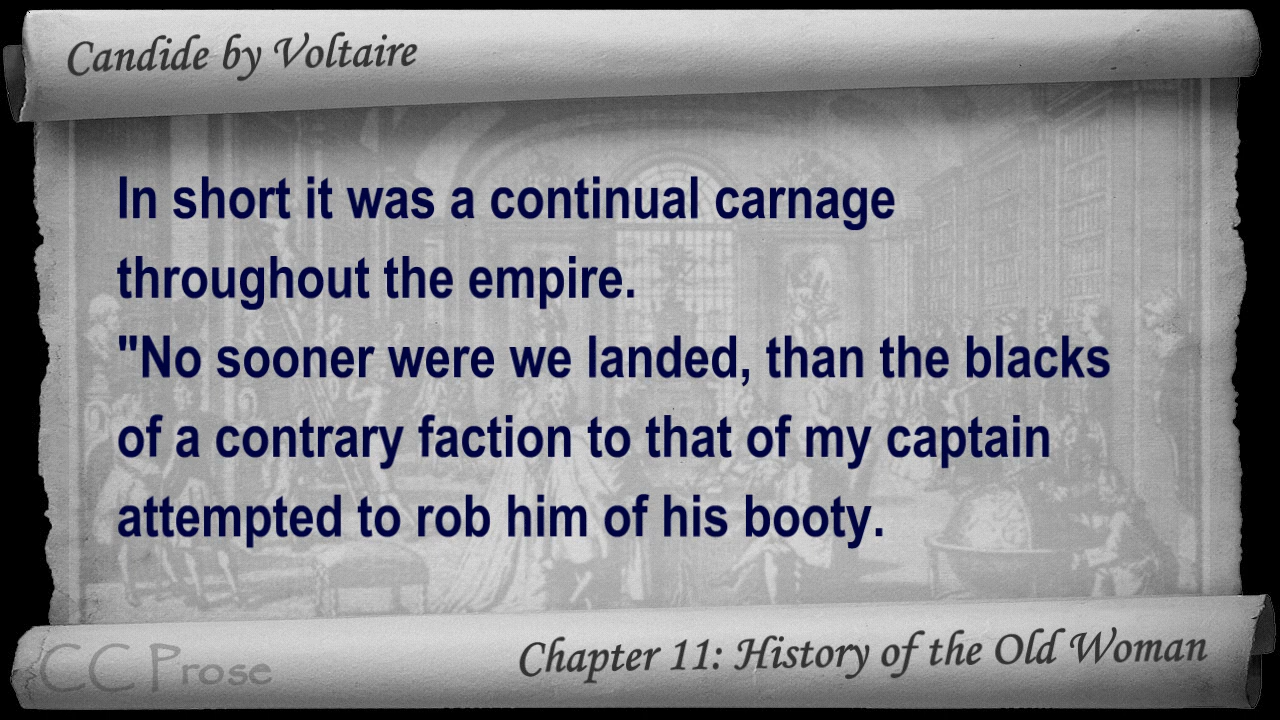 Candide by Voltaire
In short it was a continual carnage
throughout the empire.
"No sooner were we landed, than the blacks
of a contrary faction to that of my captain
attempted to rob him of his booty.
CC Prose
Chapter 11: History of the Old Woman